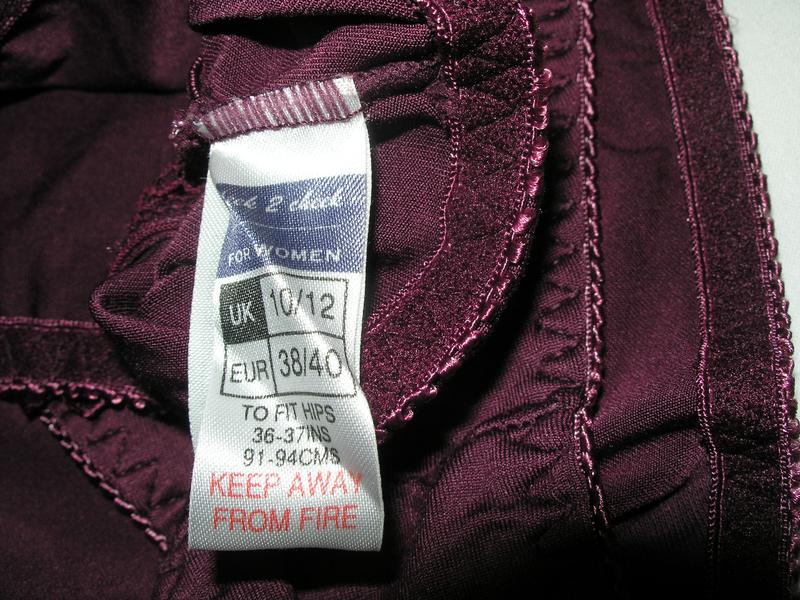 2
FOR WOMEN
UK 10/12
EUR 38/40
TO FIT HIPS
36-37INS
91-94CMS
KEEP AWAY
FROM FIRE